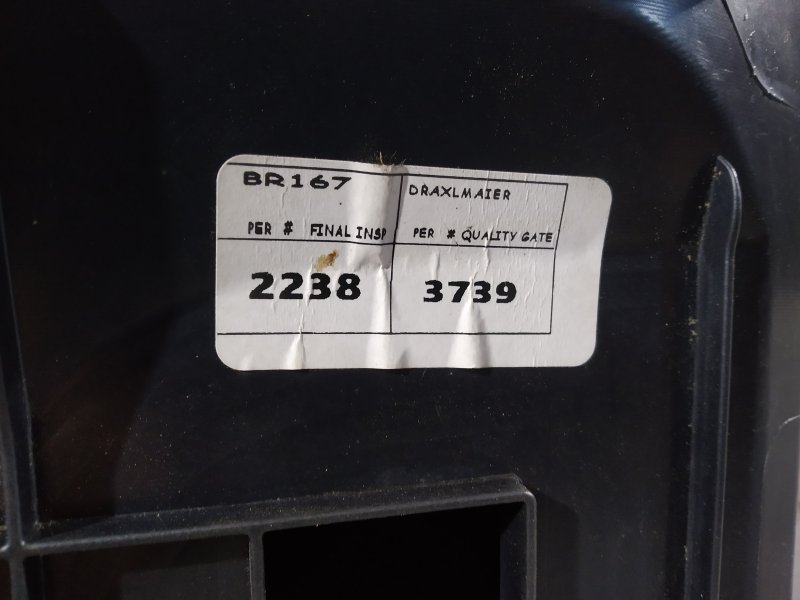 BR167 DRAXLMAIER
PER # FINAL INSP PER # QUALITY GATE
2238 3739